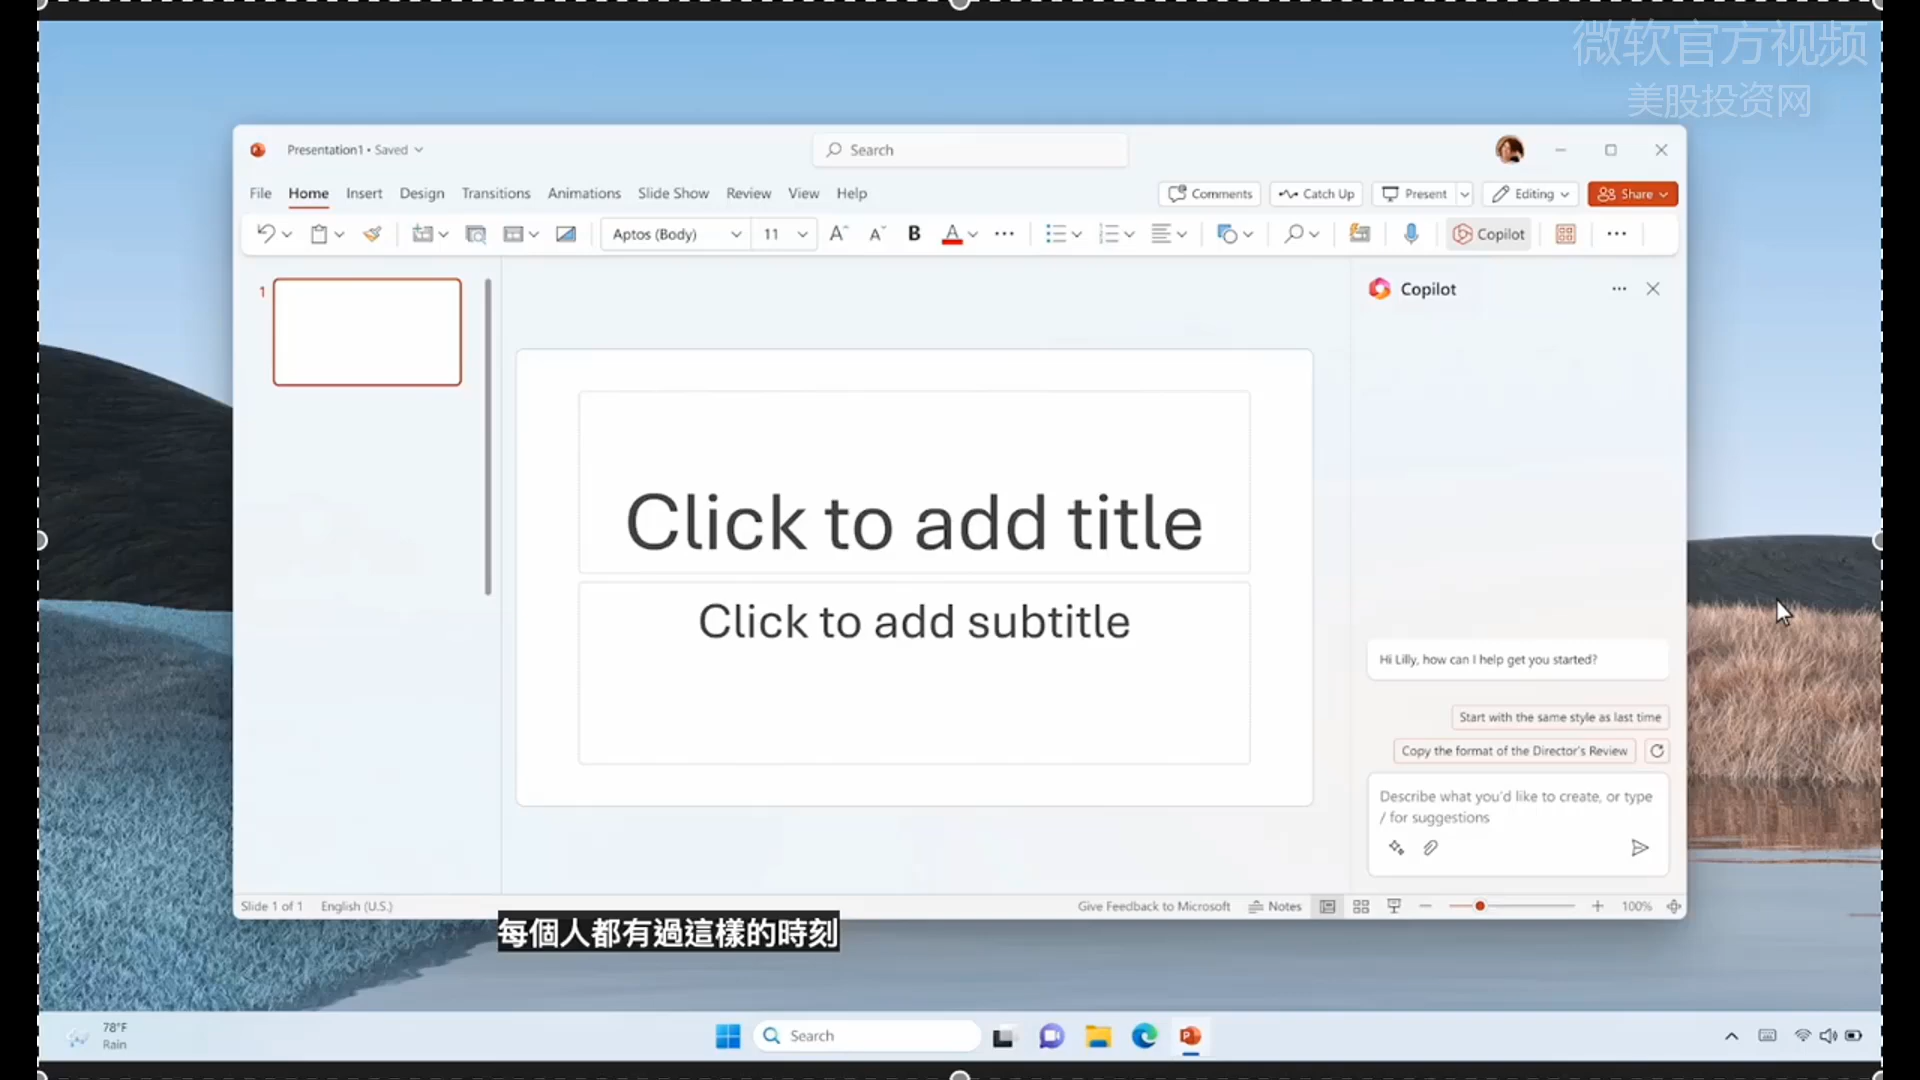 微软官方视频
美股投资网
Presentation1 • Saved
Search
File Home Insert Design Transitions Animations Slide Show Review View Help
Comments Catch Up Present Editing Share
Aptos (Body) 11 A A B A Copilot
1
Copilot
Click to add title
Click to add subtitle
Hi Lilly, how can I help get you started?
Start with the same style as last time
Copy the format of the Director's Review
Describe what you'd like to create, or type
/ for suggestions
Slide 1 of 1 English (U.S.) Give Feedback to Microsoft Notes 100%
每個人都有過這樣的時刻
78°F
Rain
Search